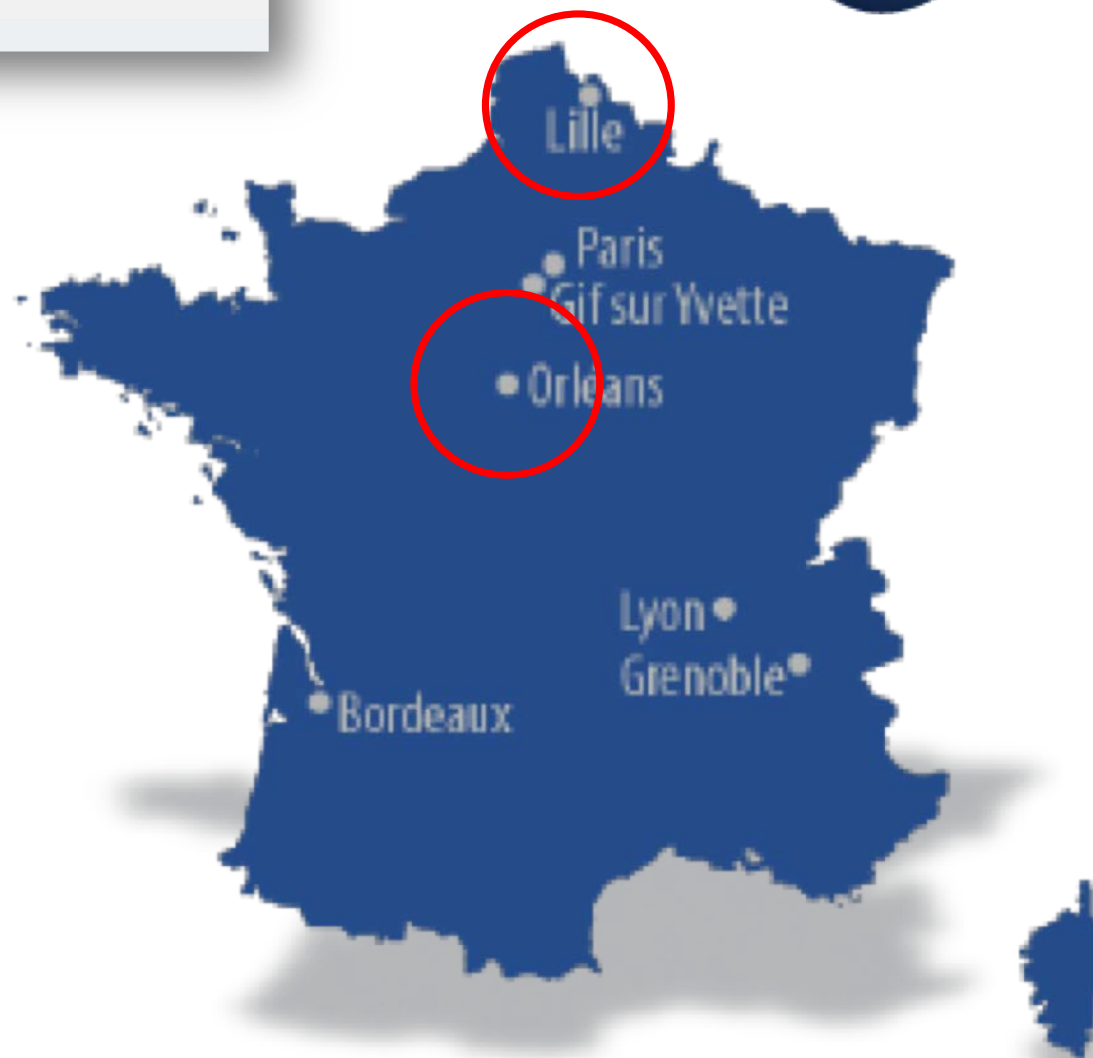 Lille
Paris
Gif sur Yvette
Orléans
Lyon
Grenoble
Bordeaux